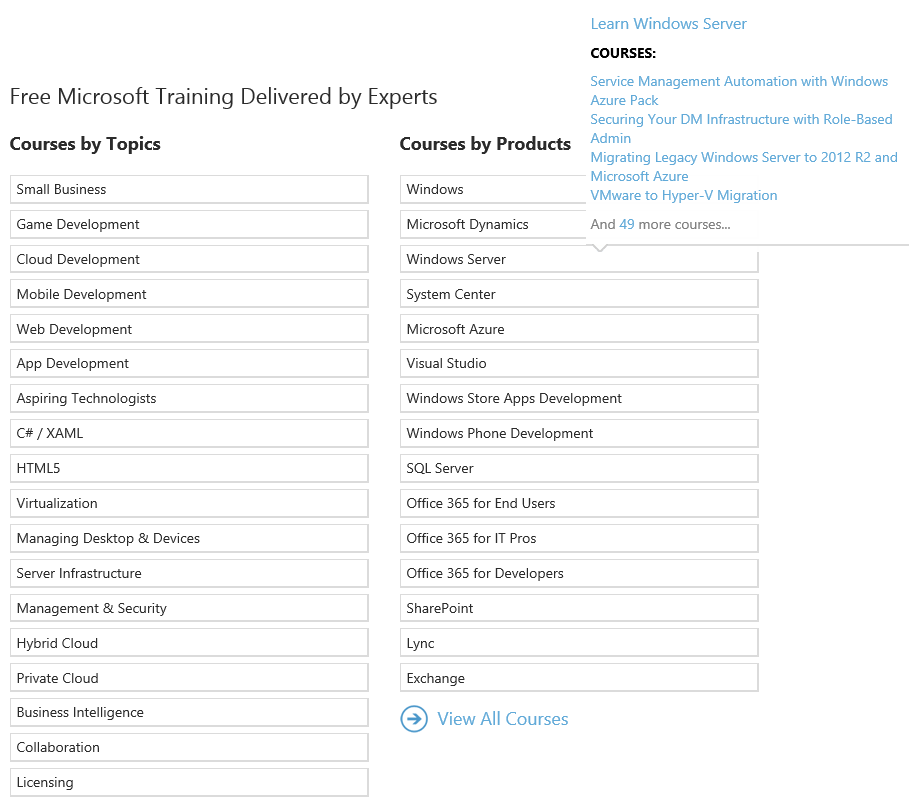 Learn Windows Server
COURSES:
Service Management Automation with Windows
Azure Pack
Securing Your DM Infrastructure with Role-Based
Admin
Migrating Legacy Windows Server to 2012 R2 and
Microsoft Azure
VMware to Hyper-V Migration
And 49 more courses...
Free Microsoft Training Delivered by Experts
Courses by Topics
Small Business
Game Development
Cloud Development
Mobile Development
Web Development
App Development
Aspiring Technologists
C# / XAML
HTML5
Virtualization
Managing Desktop & Devices
Server Infrastructure
Management & Security
Hybrid Cloud
Private Cloud
Business Intelligence
Collaboration
Licensing
Courses by Products
Windows
Microsoft Dynamics
Windows Server
System Center
Microsoft Azure
Visual Studio
Windows Store Apps Development
Windows Phone Development
SQL Server
Office 365 for End Users
Office 365 for IT Pros
Office 365 for Developers
SharePoint
Lync
Exchange
View All Courses